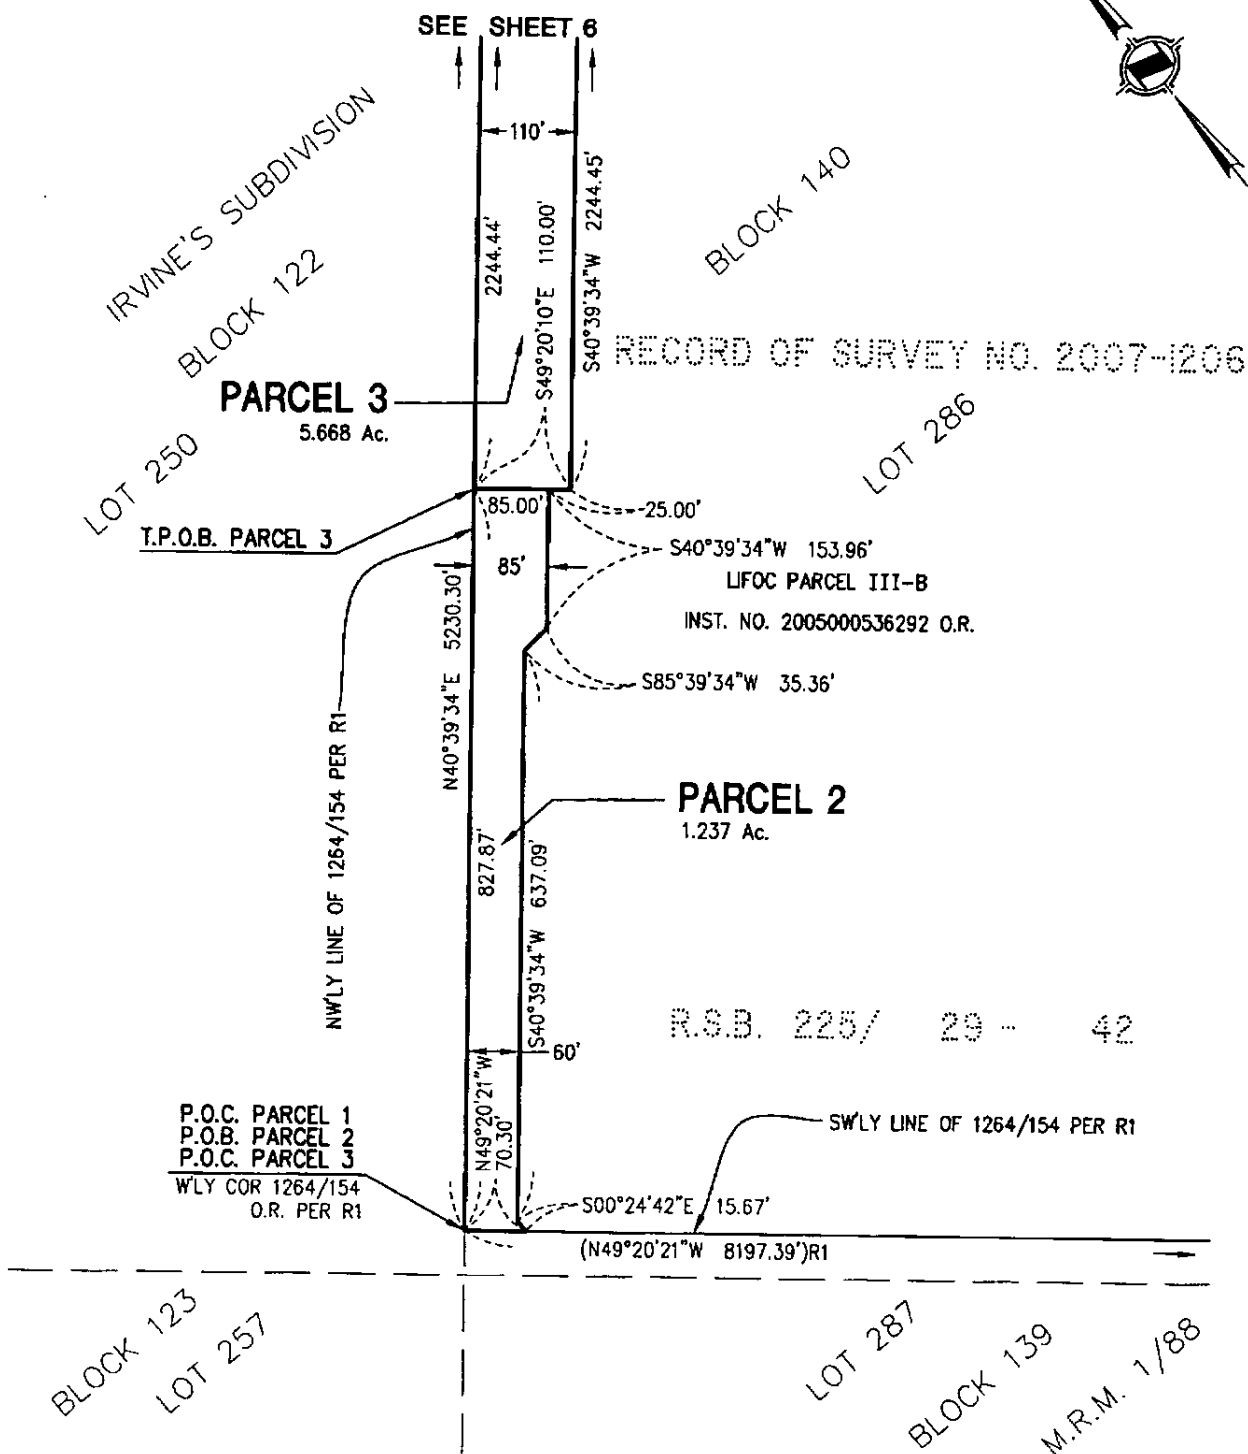 SEE SHEET 6
110'
IRVINE'S SUBDIVISION
BLOCK 122
LOT 250
BLOCK 140
2244.44'
S49°20'10"E 110.00'
S40°39'34"W 2244.45'
RECORD OF SURVEY NO. 2007-1206
PARCEL 3
5.668 Ac.
LOT 286
T.P.O.B. PARCEL 3
85.00'
25.00'
S40°39'34"W 153.96'
85'
LIFOC PARCEL III-B
INST. NO. 2005000536292 O.R.
N40°39'34"E 5230.30'
S85°39'34"W 35.36'
NW'LY LINE OF 1264/154 PER R1
PARCEL 2
1.237 Ac.
827.87'
S40°39'34"W 637.09'
R.S.B. 225/ 29 - 42
60'
N49°20'21"W
70.30'
P.O.C. PARCEL 1
P.O.B. PARCEL 2
P.O.C. PARCEL 3
W'LY COR 1264/154
O.R. PER R1
SW'LY LINE OF 1264/154 PER R1
S00°24'42"E 15.67'
(N49°20'21"W 8197.39')R1
BLOCK 123
LOT 257
LOT 287
BLOCK 139
M.R.M. 1/88